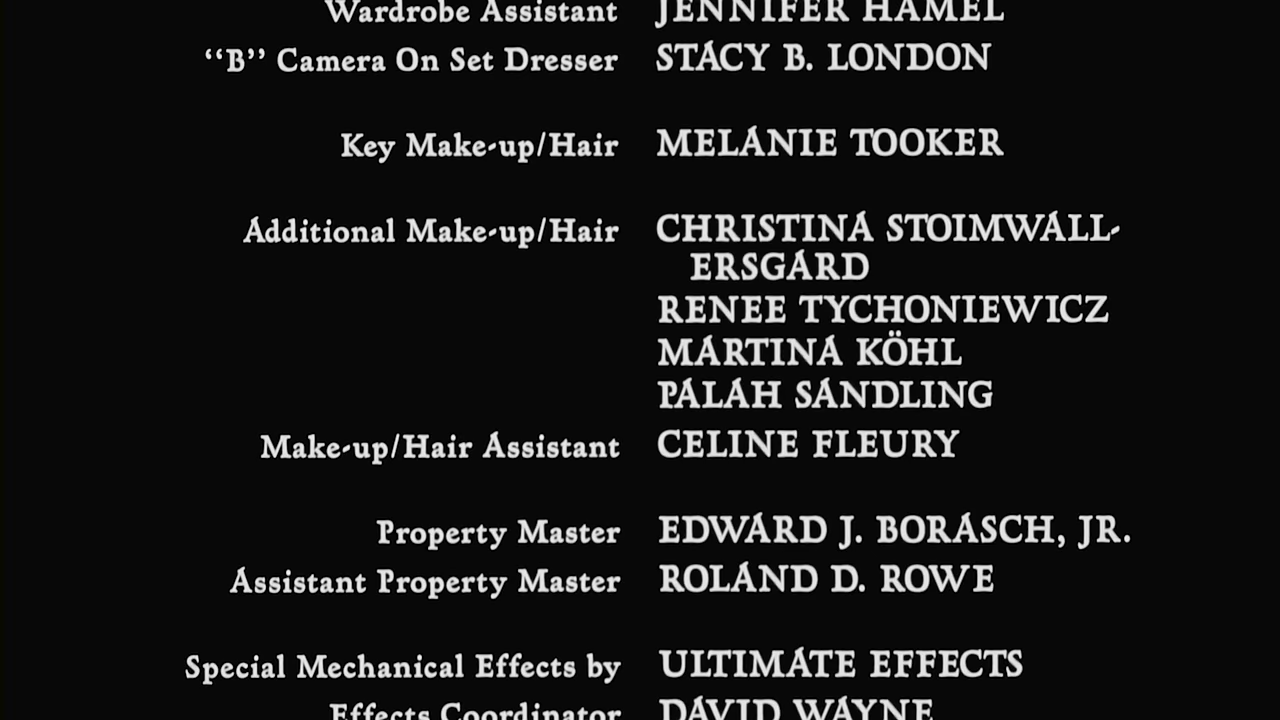 Wardrobe Assistant JENNIFER HAMEL
“B” Camera On Set Dresser STACY B. LONDON
Key Make-up/Hair MELANIE TOOKER
Additional Make-up/Hair CHRISTINA STOIMWALL-
ERSGARD
RENEE TYCHONIEWICZ
MARTINA KÖHL
PALAH SANDLING
Make-up/Hair Assistant CELINE FLEURY
Property Master EDWARD J. BORASCH, JR.
Assistant Property Master ROLAND D. ROWE
Special Mechanical Effects by ULTIMATE EFFECTS
Effects Coordinator DAVID WAYNE